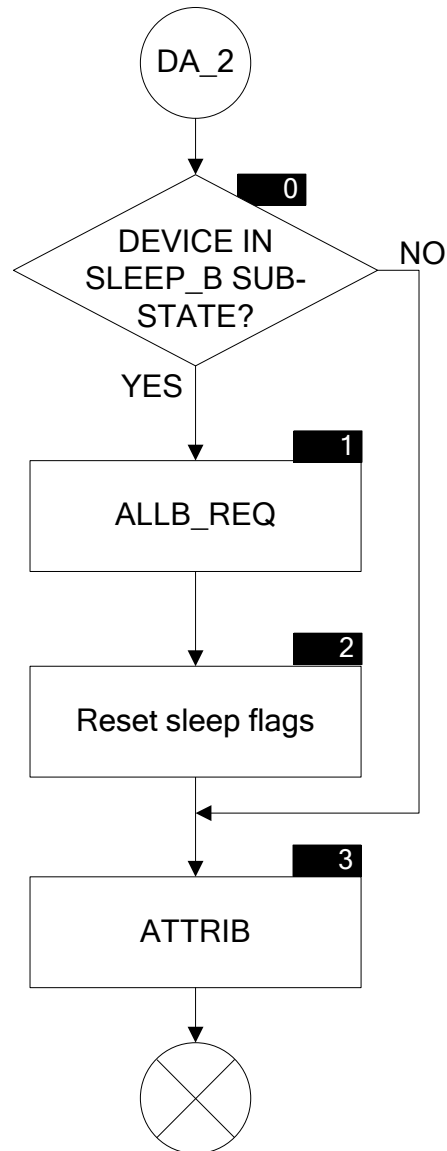 DA_2
0
DEVICE IN
SLEEP_B SUB-
STATE?
NO
YES
1
ALLB_REQ
2
Reset sleep flags
3
ATTRIB